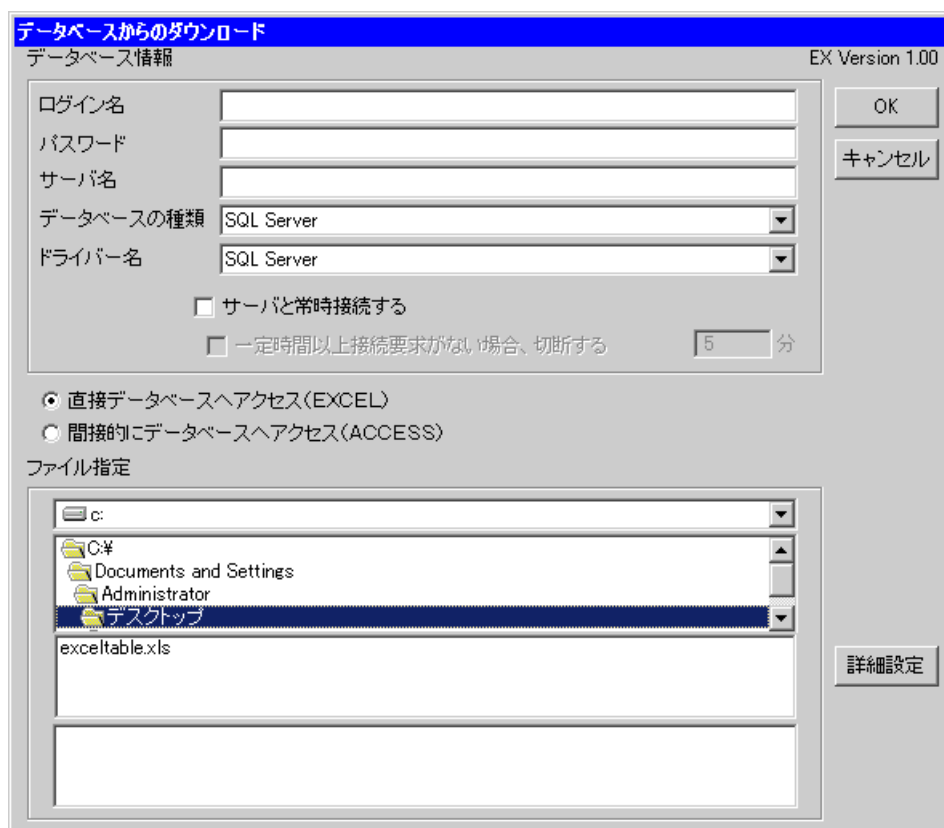 データベースからのダウンロード
データベース情報
EX Version 1.00
ログイン名
OK
パスワード
キャンセル
サーバ名
データベースの種類 SQL Server
ドライバー名 SQL Server
サーバと常時接続する
一定時間以上接続要求がない場合、切断する 5 分
直接データベースへアクセス(EXCEL)
間接的にデータベースへアクセス(ACCESS)
ファイル指定
c:
C:¥
Documents and Settings
Administrator
デスクトップ
exceltable.xls
詳細設定